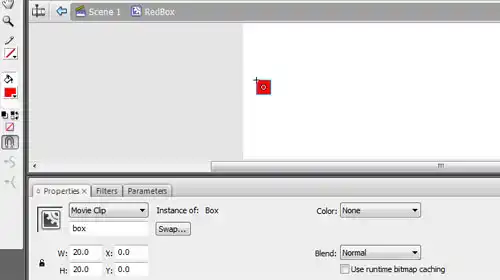 Scene 1 RedBox
Properties × Filters Parameters
Movie Clip Instance of: Box Color: None
box Swap...
W: 20.0 X: 0.0 Blend: Normal
H: 20.0 Y: 0.0 Use runtime bitmap caching